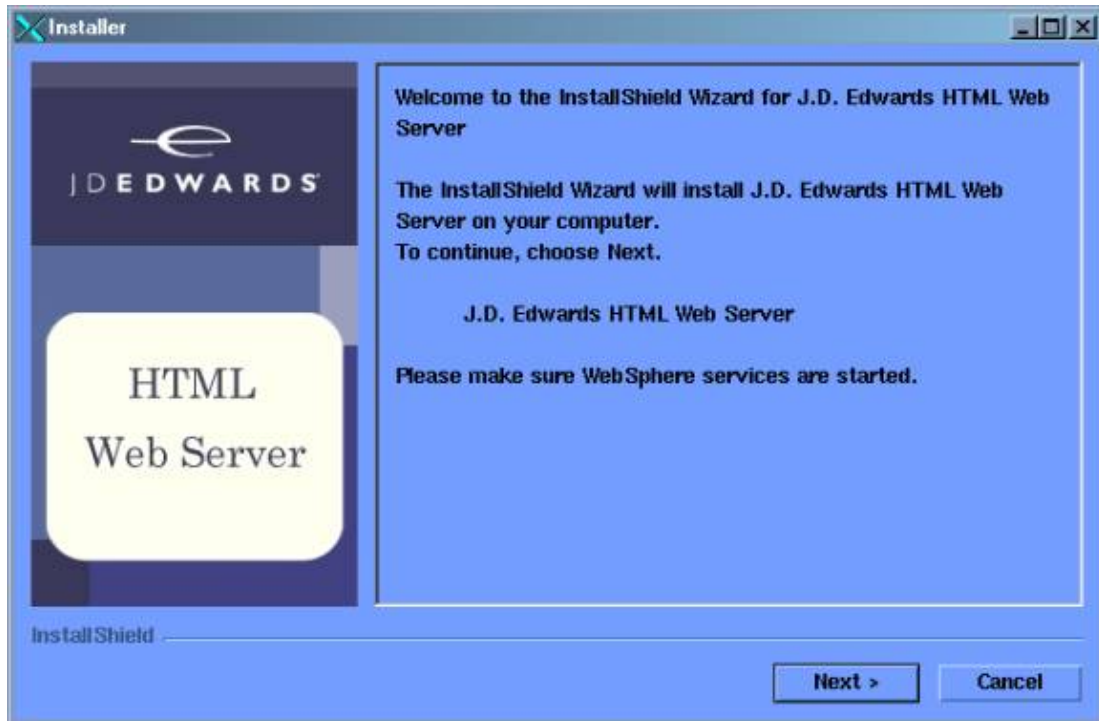 Installer
JDEDWARDS
HTML
Web Server
Welcome to the InstallShield Wizard for J.D. Edwards HTML Web
Server
The InstallShield Wizard will install J.D. Edwards HTML Web
Server on your computer.
To continue, choose Next.
J.D. Edwards HTML Web Server
Please make sure WebSphere services are started.
InstallShield
Next >
Cancel